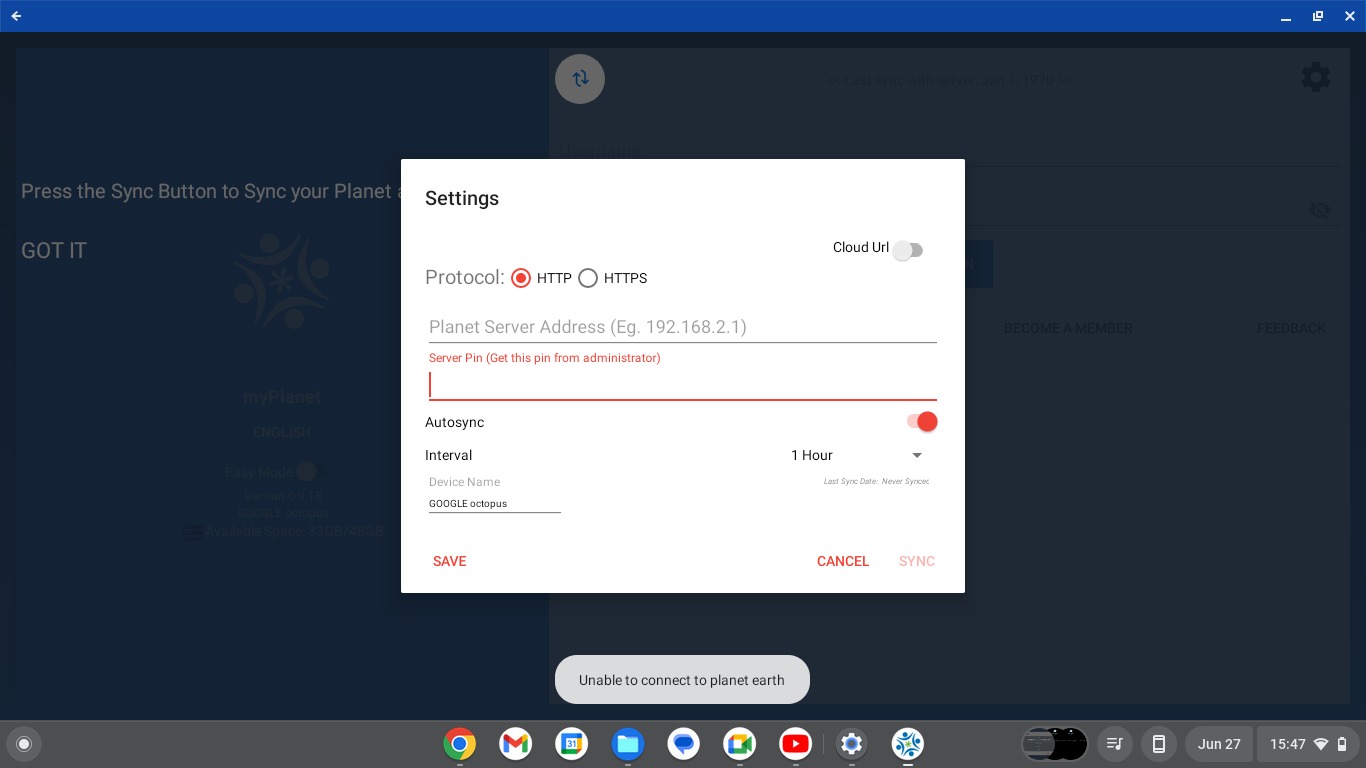 << Last sync with server: Jan 1, 1970 >>
Username
Press the Sync Button to Sync your Planet a
GOT IT
myPlanet
ENGLISH
Easy Mode
Version 0.9.13
GOOGLE octopus
Available Space: 33GB/48GB
N
BECOME A MEMBER
FEEDBACK
Settings
Cloud Url
Protocol: HTTP HTTPS
Planet Server Address (Eg. 192.168.2.1)
Server Pin (Get this pin from administrator)
Autosync
Interval 1 Hour
Device Name
Last Sync Date: Never Synced
GOOGLE octopus
SAVE CANCEL SYNC
Unable to connect to planet earth
31
Jun 27
15:47